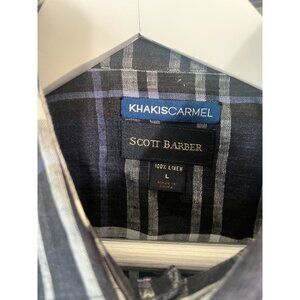 KHAKISCARMEL
SCOTT BARBER
100% LINEN
L